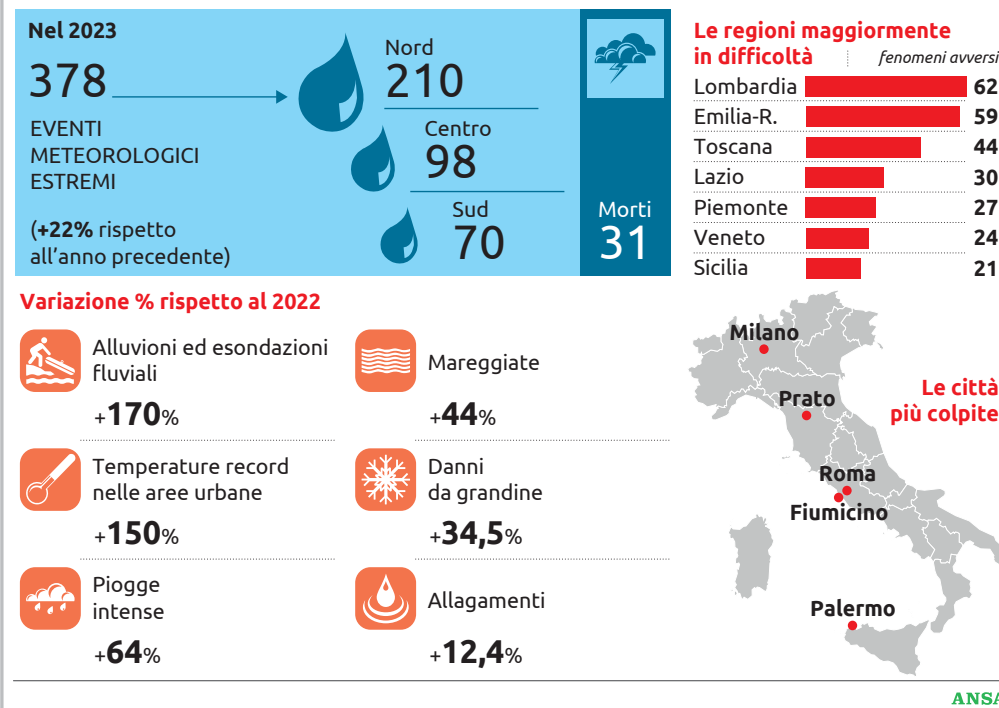 Nel 2023
378
EVENTI
METEOROLOGICI
ESTREMI
(+22% rispetto
all'anno precedente)
Nord
210
Centro
98
Sud
70
Morti
31
Le regioni maggiormente
in difficoltà
fenomeni avversi
Lombardia 62
Emilia-R. 59
Toscana 44
Lazio 30
Piemonte 27
Veneto 24
Sicilia 21
Variazione % rispetto al 2022
Alluvioni ed esondazioni
fluviali
+170%
Temperature record
nelle aree urbane
+150%
Piogge
intense
+64%
Mareggiate
+44%
Danni
da grandine
+34,5%
Allagamenti
+12,4%
Le città
più colpite
Milano
Prato
Roma
Fiumicino
Palermo
ANSA